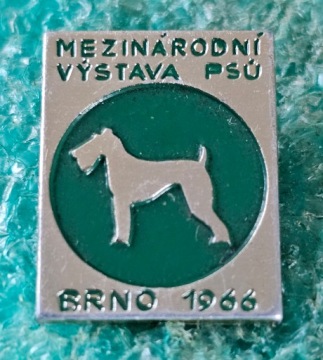 MEZINÁRODNÍ
VÝSTAVA PSŮ
BRNO 1966